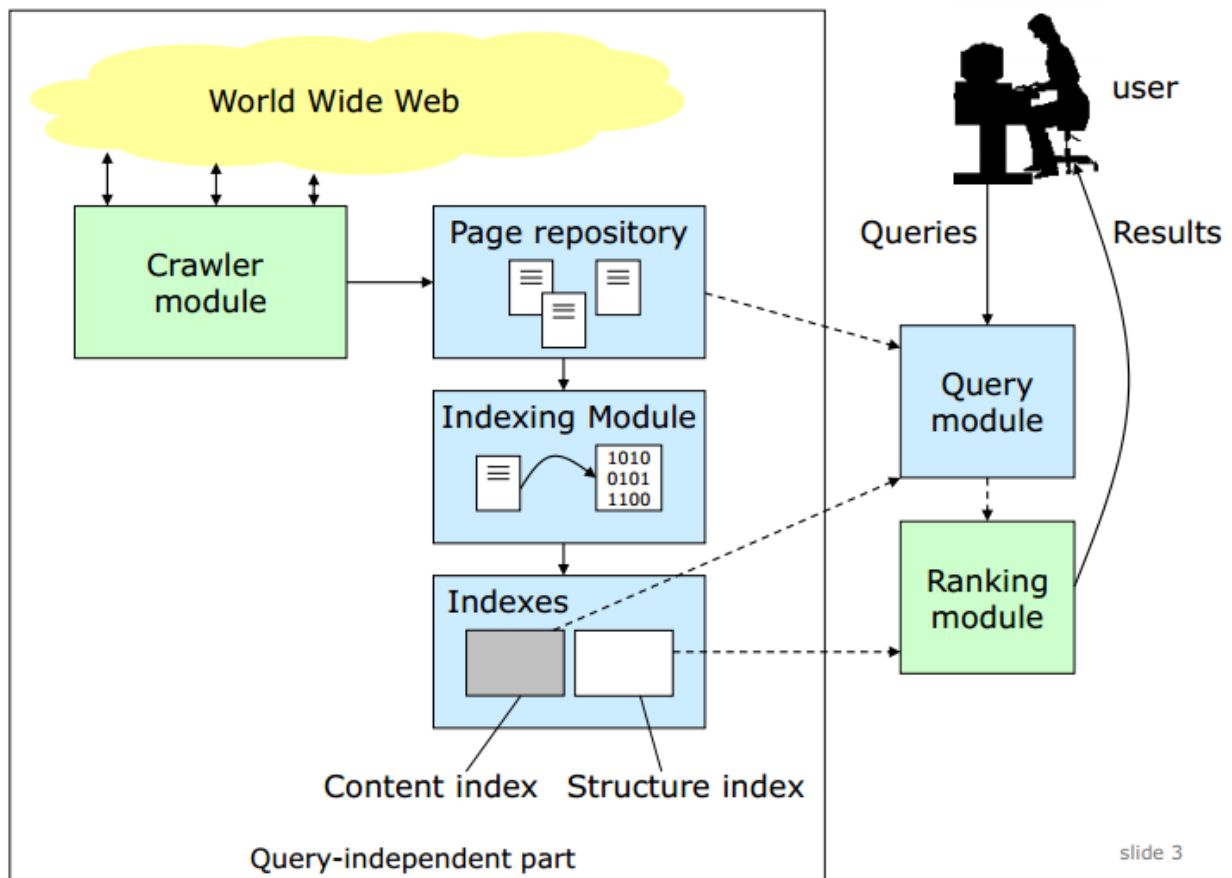 World Wide Web
user
Crawler
module
Page repository
Queries
Results
Indexing Module
1010
0101
1100
Query
module
Indexes
Ranking
module
Content index
Structure index
Query-independent part
slide 3